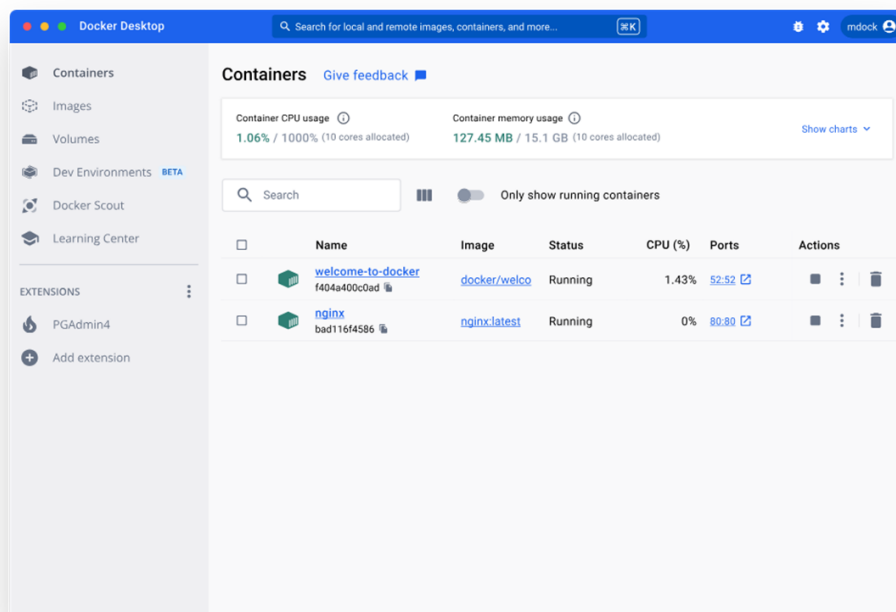 Docker Desktop
Search for local and remote images, containers, and more...
⌘K
mdock
Containers
Images
Volumes
Dev Environments BETA
Docker Scout
Learning Center
EXTENSIONS
PGAdmin4
Add extension
Containers Give feedback
Container CPU usage
1.06% / 1000% (10 cores allocated)
Container memory usage
127.45 MB / 15.1 GB (10 cores allocated)
Show charts
Search
Only show running containers
Name Image Status CPU (%) Ports Actions
welcome-to-docker
f404a400c0ad
docker/welco Running 1.43% 52:52
nginx
bad116f4586
nginx:latest Running 0% 80:80